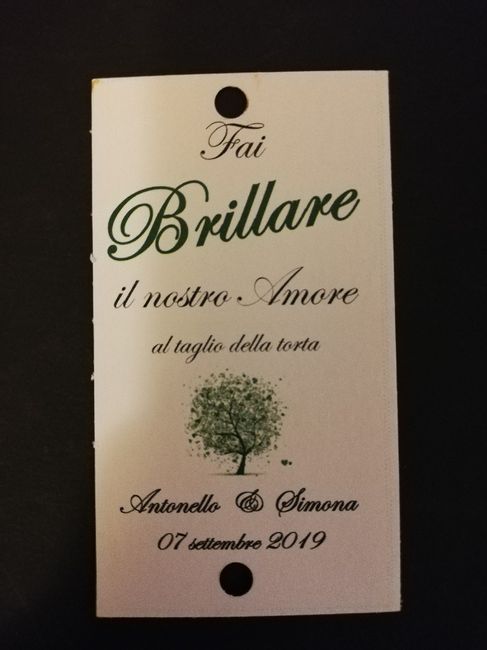 Fai
Brillare
il nostro Amore
al taglio della torta
Antonello & Simona
07 settembre 2019